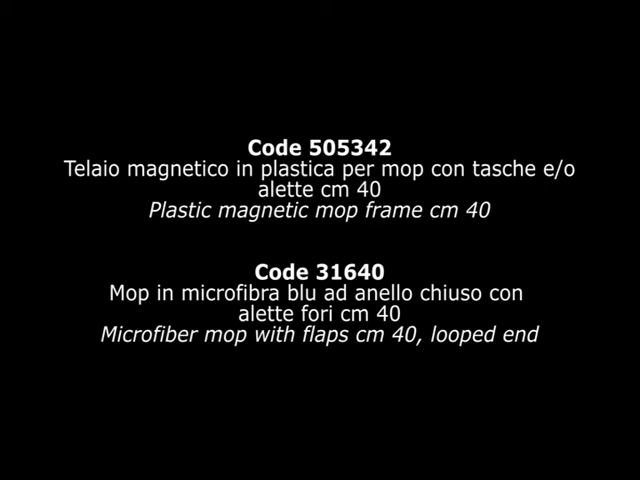 Code 505342
Telaio magnetico in plastica per mop con tasche e/o
alette cm 40
Plastic magnetic mop frame cm 40
Code 31640
Mop in microfibra blu ad anello chiuso con
alette fori cm 40
Microfiber mop with flaps cm 40, looped end